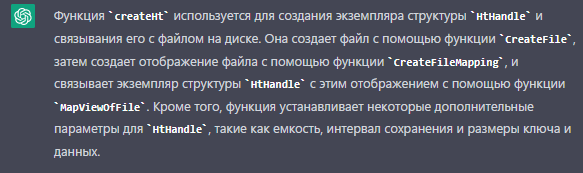 Функция `createHt` используется для создания экземпляра структуры `HtHandle` и
связывания его с файлом на диске. Она создает файл с помощью функции `CreateFile`,
затем создает отображение файла с помощью функции `CreateFileMapping`, и
связывает экземпляр структуры `HtHandle` с этим отображением с помощью функции
`MapViewOfFile`. Кроме того, функция устанавливает некоторые дополнительные
параметры для `HtHandle`, такие как емкость, интервал сохранения и размеры ключа и
данных.